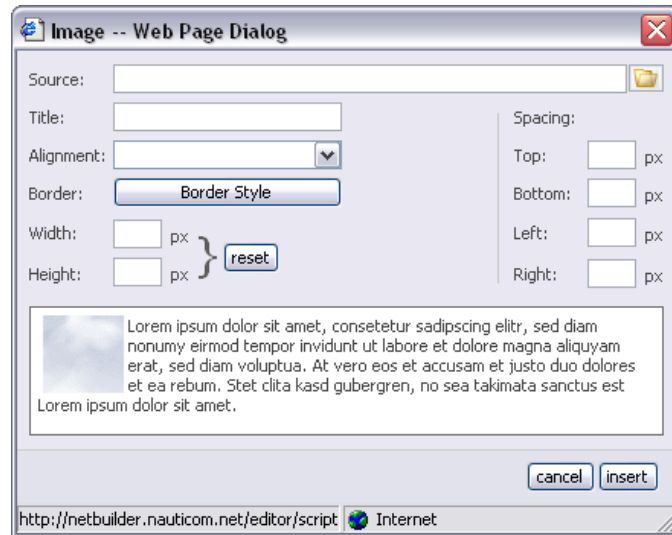 Image -- Web Page Dialog
Source:
Title:
Spacing:
Alignment:
Top: px
Border: Border Style
Bottom: px
Width: px
Left: px
} reset
Height: px
Right: px
Lorem ipsum dolor sit amet, consetetur sadipscing elitr, sed diam
nonumy eirmod tempor invidunt ut labore et dolore magna aliquyam
erat, sed diam voluptua. At vero eos et accusam et justo duo dolores
et ea rebum. Stet clita kasd gubergren, no sea takimata sanctus est
Lorem ipsum dolor sit amet.
cancel insert
http://netbuilder.nauticom.net/editor/script Internet